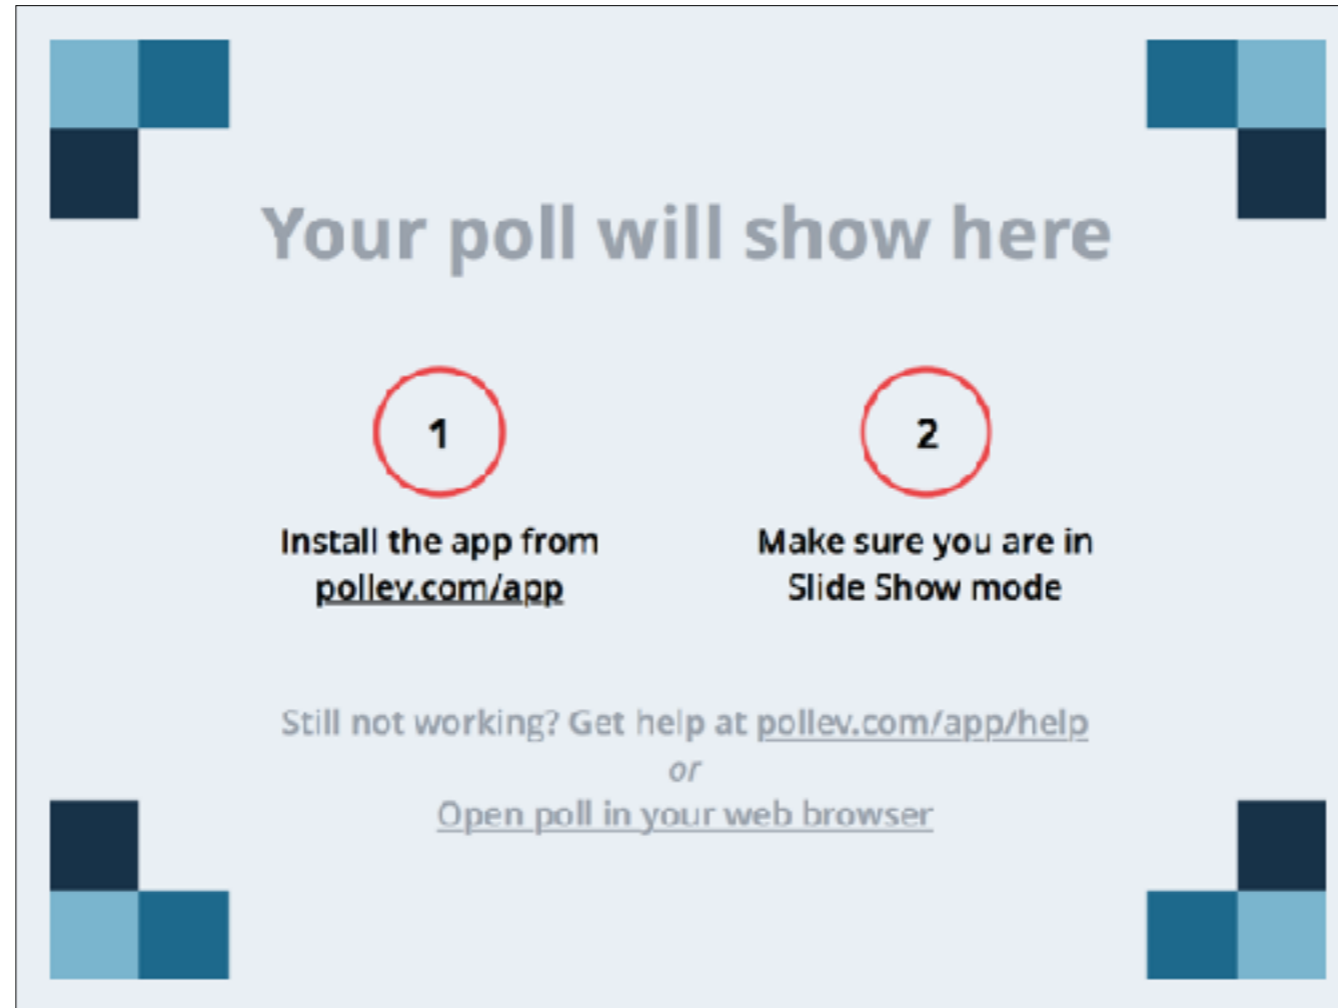 Your poll will show here
1
Install the app from
pollev.com/app
2
Make sure you are in
Slide Show mode
Still not working? Get help at pollev.com/app/help
or
Open poll in your web browser